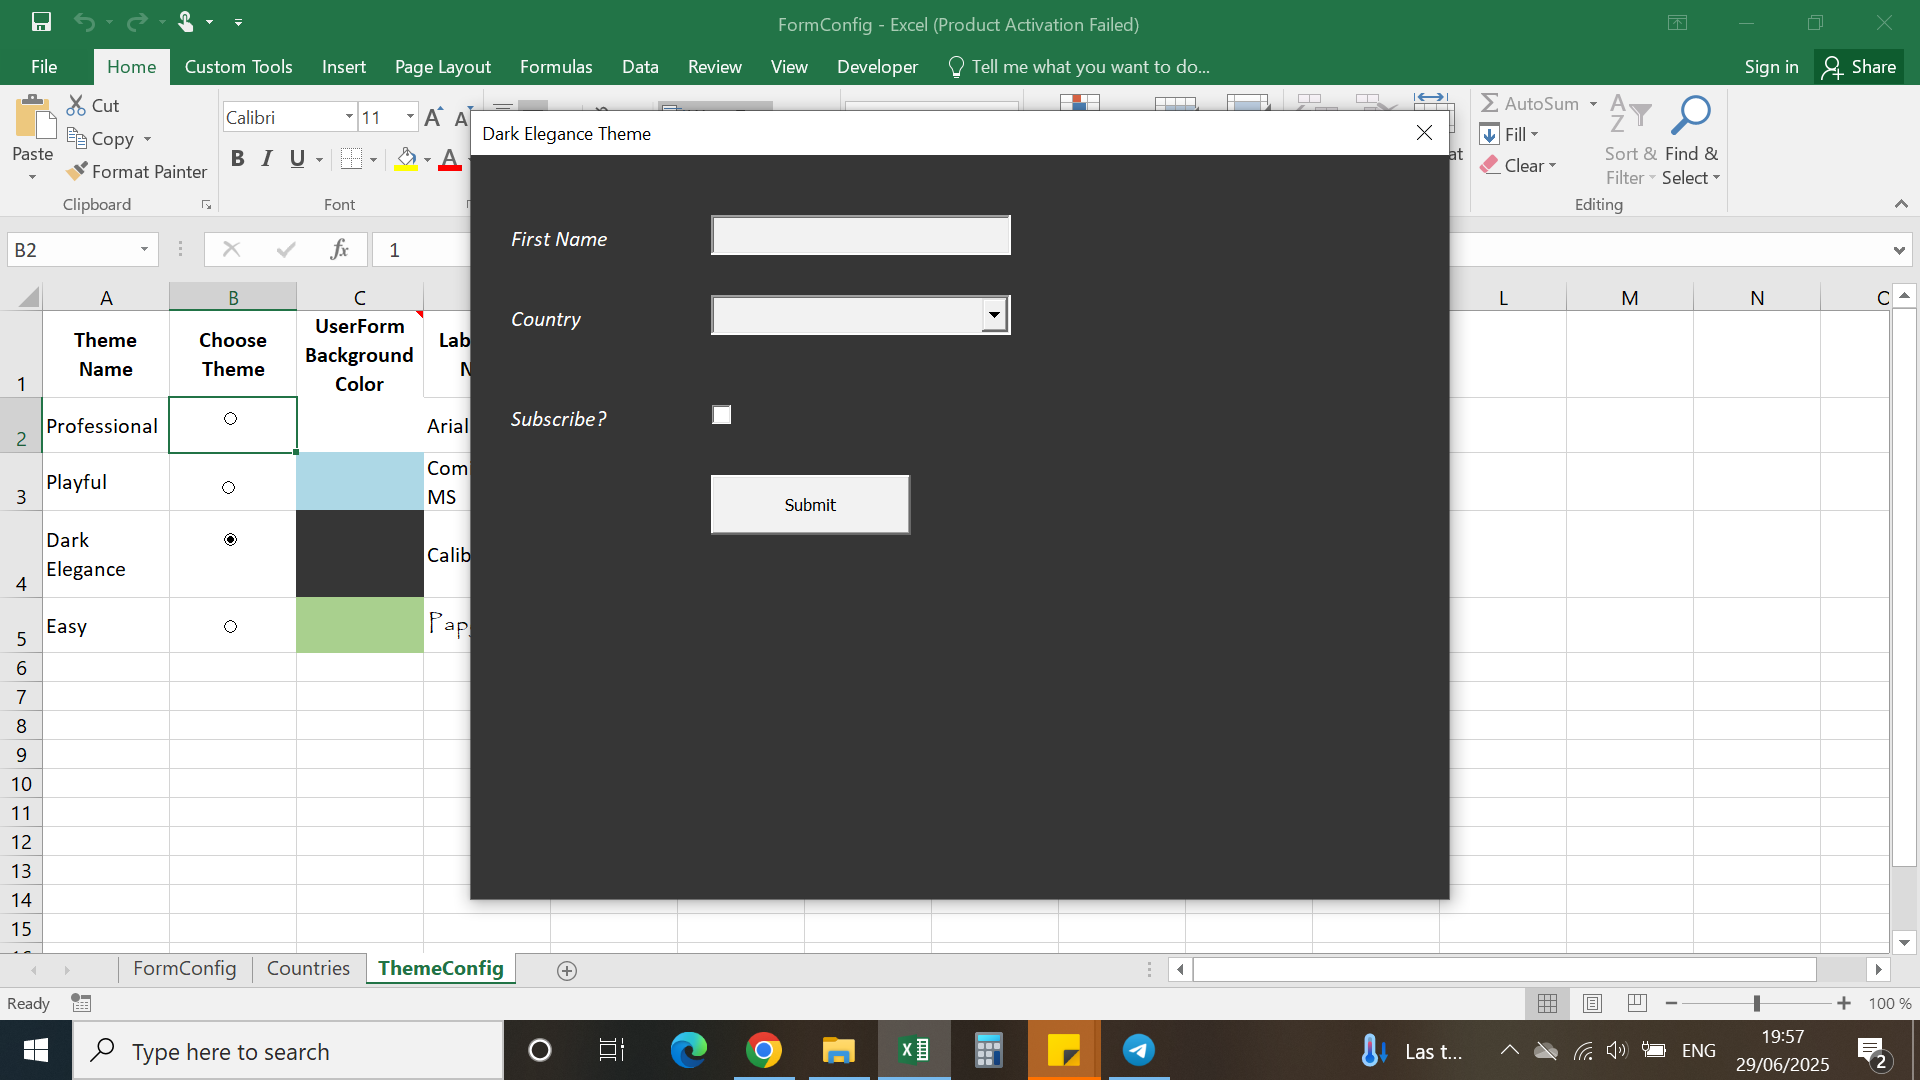 FormConfig - Excel (Product Activation Failed)
File Home Custom Tools Insert Page Layout Formulas Data Review View Developer Tell me what you want to do... Sign in Share
Paste
Cut
Copy
Format Painter
Clipboard
Calibri 11
B I U
Font
AutoSum
Fill
Clear
Sort & Filter
Find & Select
Editing
B2 fx 1
Dark Elegance Theme
First Name
Country
Subscribe?
Submit
A B C L M N
1 Theme Name Choose Theme UserForm Background Color Lab
2 Professional Arial
3 Playful Com MS
4 Dark Elegance Calib
5 Easy Pap
6
7
8
9
10
11
12
13
14
15
FormConfig Countries ThemeConfig
Ready 100 %
Type here to search
Las t... ENG
19:57
29/06/2025
2